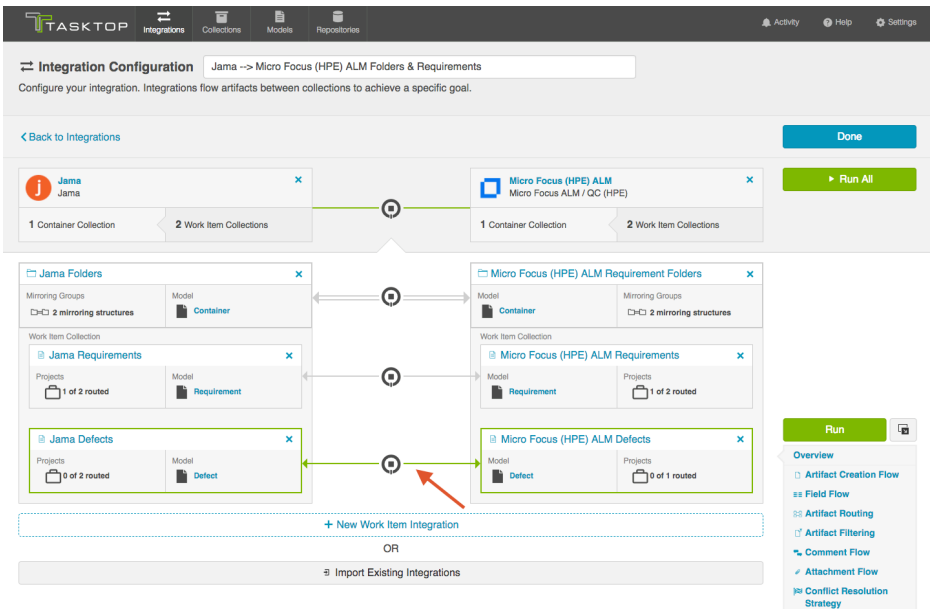 TASKTOP
Integrations
Collections
Models
Repositories
Activity
Help
Settings
Integration Configuration
Jama --> Micro Focus (HPE) ALM Folders & Requirements
Configure your integration. Integrations flow artifacts between collections to achieve a specific goal.
Back to Integrations
Done
Jama
Jama
1 Container Collection
2 Work Item Collections
Micro Focus (HPE) ALM
Micro Focus ALM / QC (HPE)
1 Container Collection
2 Work Item Collections
Run All
Jama Folders
Mirroring Groups
2 mirroring structures
Model
Container
Micro Focus (HPE) ALM Requirement Folders
Model
Container
Mirroring Groups
2 mirroring structures
Work Item Collection
Jama Requirements
Projects
1 of 2 routed
Model
Requirement
Work Item Collection
Micro Focus (HPE) ALM Requirements
Model
Requirement
Projects
1 of 2 routed
Jama Defects
Projects
0 of 2 routed
Model
Defect
Micro Focus (HPE) ALM Defects
Model
Defect
Projects
0 of 1 routed
+ New Work Item Integration
OR
Import Existing Integrations
Run
Overview
Artifact Creation Flow
Field Flow
Artifact Routing
Artifact Filtering
Comment Flow
Attachment Flow
Conflict Resolution
Strategy